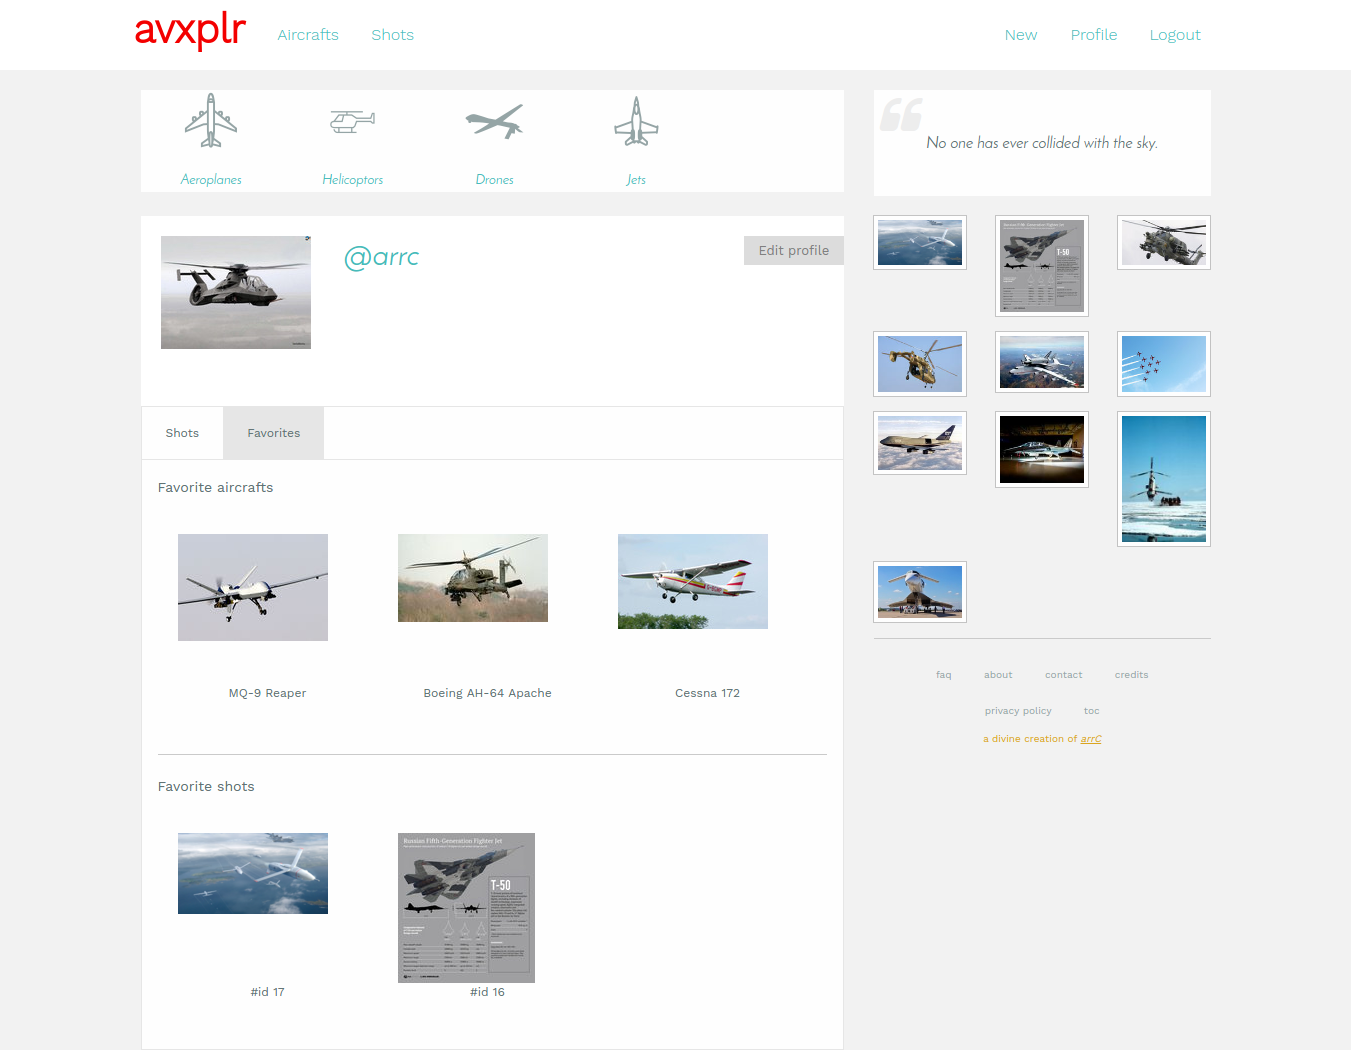 avxplr Aircrafts Shots New Profile Logout
Aeroplanes Helicoptors Drones Jets
No one has ever collided with the sky.
@arrc
Edit profile
Shots Favorites
Favorite aircrafts
MQ-9 Reaper Boeing AH-64 Apache Cessna 172
Favorite shots
Russian Fifth-Generation Fighter Jet
T-50
#id 17 #id 16
T-50
faq about contact credits
privacy policy toc
a divine creation of arrC